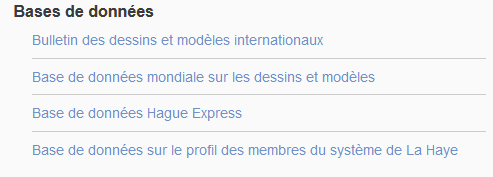 Bases de données
Bulletin des dessins et modèles internationaux
Base de données mondiale sur les dessins et modèles
Base de données Hague Express
Base de données sur le profil des membres du système de La Haye